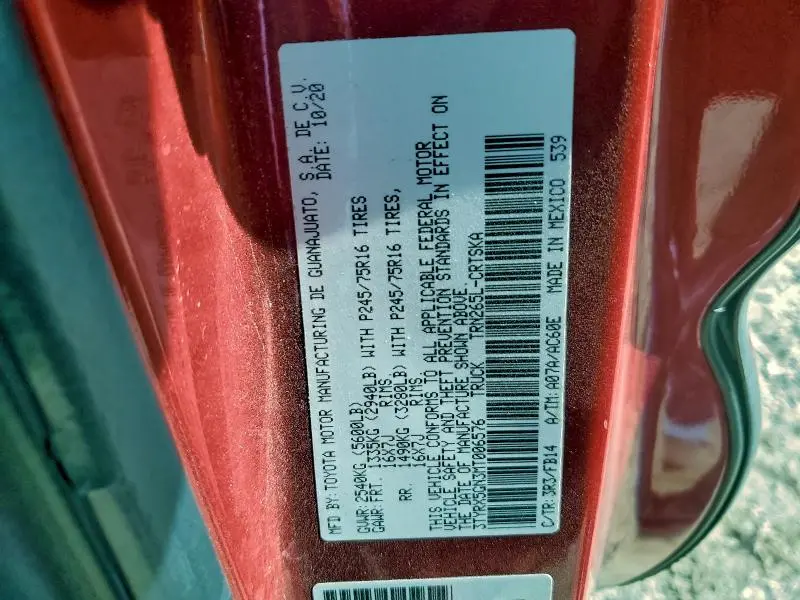 MFD BY: TOYOTA MOTOR MANUFACTURING DE GUANAJUATO, S.A. DE C.V.
DATE: 10/20
GVWR: 2540KG (5600LB)
GAWR: FRT. 1335KG (2940LB) WITH P245/75R16 TIRES
16X7J RIMS
RR. 1490KG (3280LB) WITH P245/75R16 TIRES,
16X7J RIMS
THIS VEHICLE CONFORMS TO ALL APPLICABLE FEDERAL MOTOR
VEHICLE SAFETY AND THEFT PREVENTION STANDARDS IN EFFECT ON
THE DATE OF MANUFACTURE SHOWN ABOVE.
3TYRX5GN3MT006576 TRUCK TRN265L-CRTSKA
C/TR: 3R3/FB14 A/TM: A07A/AC60E MADE IN MEXICO 539